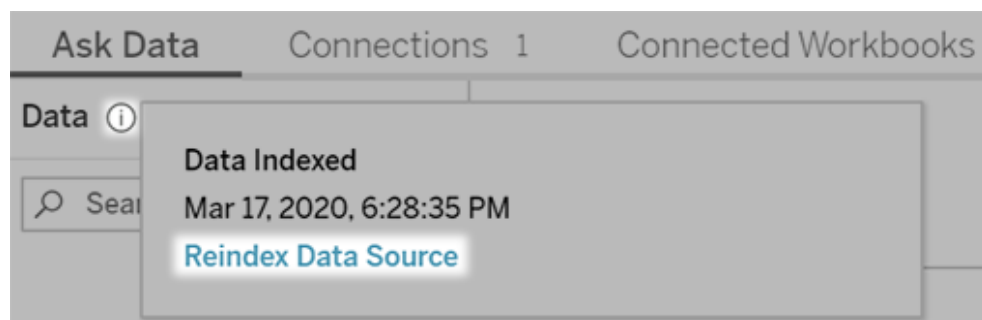 Ask Data Connections 1 Connected Workbooks
Data
Data Indexed
Mar 17, 2020, 6:28:35 PM
Reindex Data Source